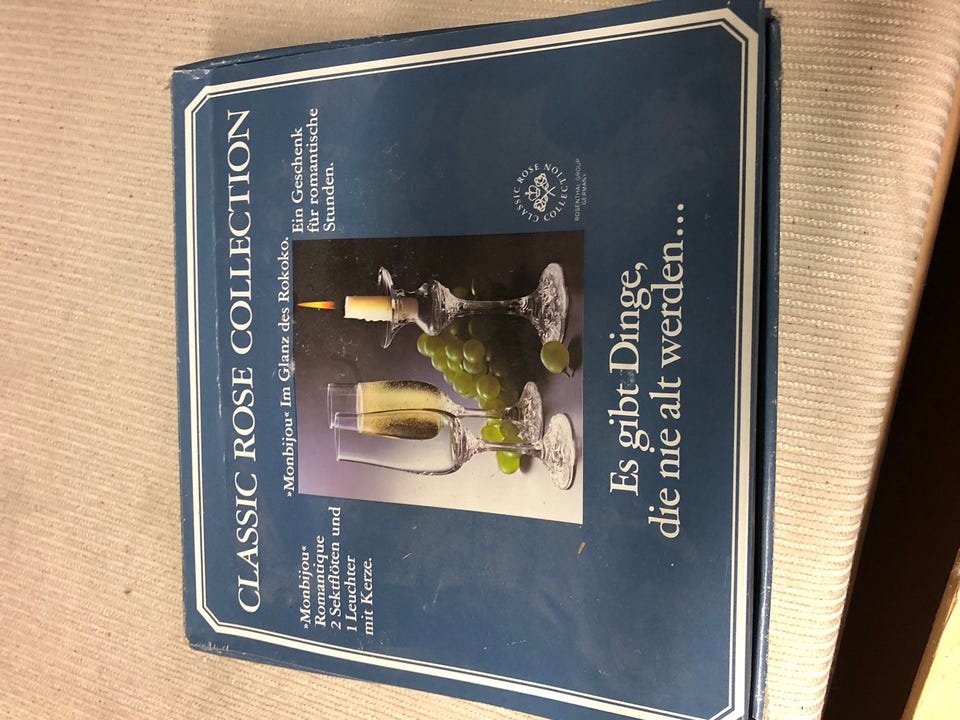 CLASSIC ROSE COLLECTION
»Monbijou« Im Glanz des Rokoko.
»Monbijou«
Romantique
2 Sektflöten und
1 Leuchter
mit Kerze.
Ein Geschenk
für romantische
Stunden.
CLASSIC ROSE
COLLECTION
ROSENTHAL GROUP
GERMANY
Es gibt Dinge,
die nie alt werden...